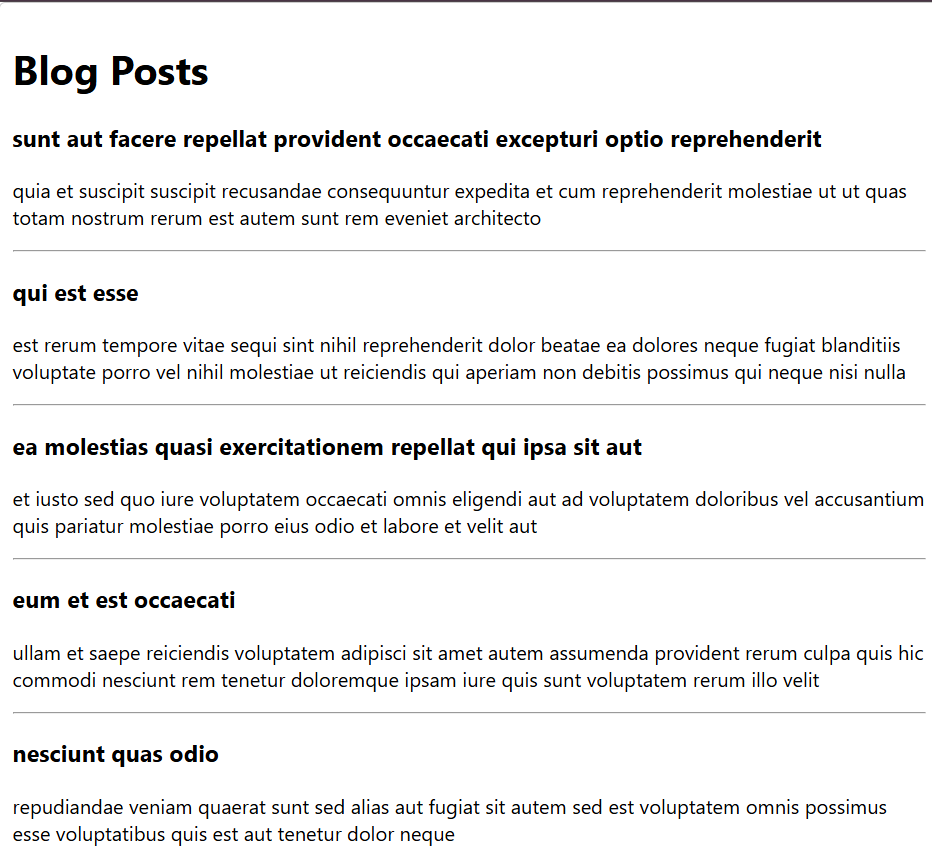 Blog Posts
sunt aut facere repellat provident occaecati excepturi optio reprehenderit
quia et suscipit suscipit recusandae consequuntur expedita et cum reprehenderit molestiae ut ut quas
totam nostrum rerum est autem sunt rem eveniet architecto
qui est esse
est rerum tempore vitae sequi sint nihil reprehenderit dolor beatae ea dolores neque fugiat blanditiis
voluptate porro vel nihil molestiae ut reiciendis qui aperiam non debitis possimus qui neque nisi nulla
ea molestias quasi exercitationem repellat qui ipsa sit aut
et iusto sed quo iure voluptatem occaecati omnis eligendi aut ad voluptatem doloribus vel accusantium
quis pariatur molestiae porro eius odio et labore et velit aut
eum et est occaecati
ullam et saepe reiciendis voluptatem adipisci sit amet autem assumenda provident rerum culpa quis hic
commodi nesciunt rem tenetur doloremque ipsam iure quis sunt voluptatem rerum illo velit
nesciunt quas odio
repudiandae veniam quaerat sunt sed alias aut fugiat sit autem sed est voluptatem omnis possimus
esse voluptatibus quis est aut tenetur dolor neque